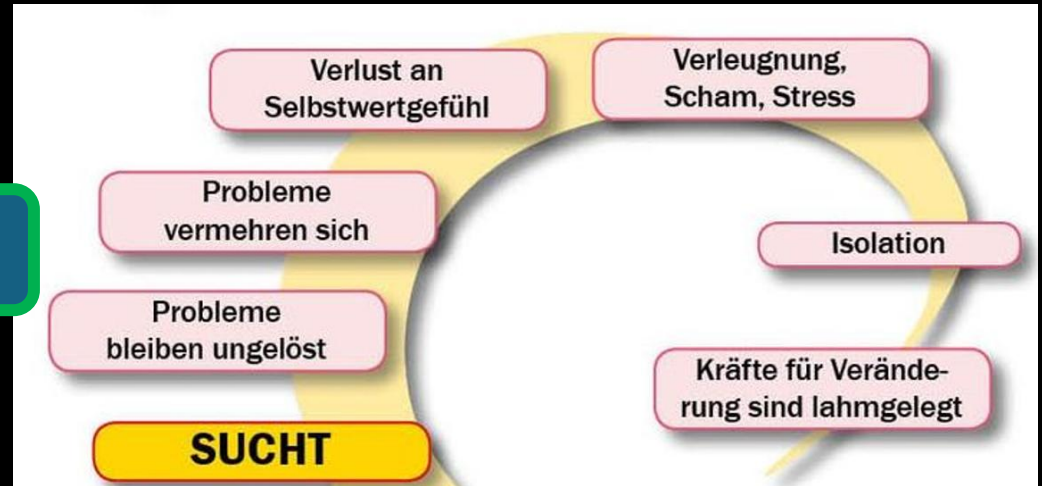 Verlust an
Selbstwertgefühl
Verleugnung,
Scham, Stress
Probleme
vermehren sich
Isolation
Probleme
bleiben ungelöst
Kräfte für Verände-
rung sind lahmgelegt
SUCHT